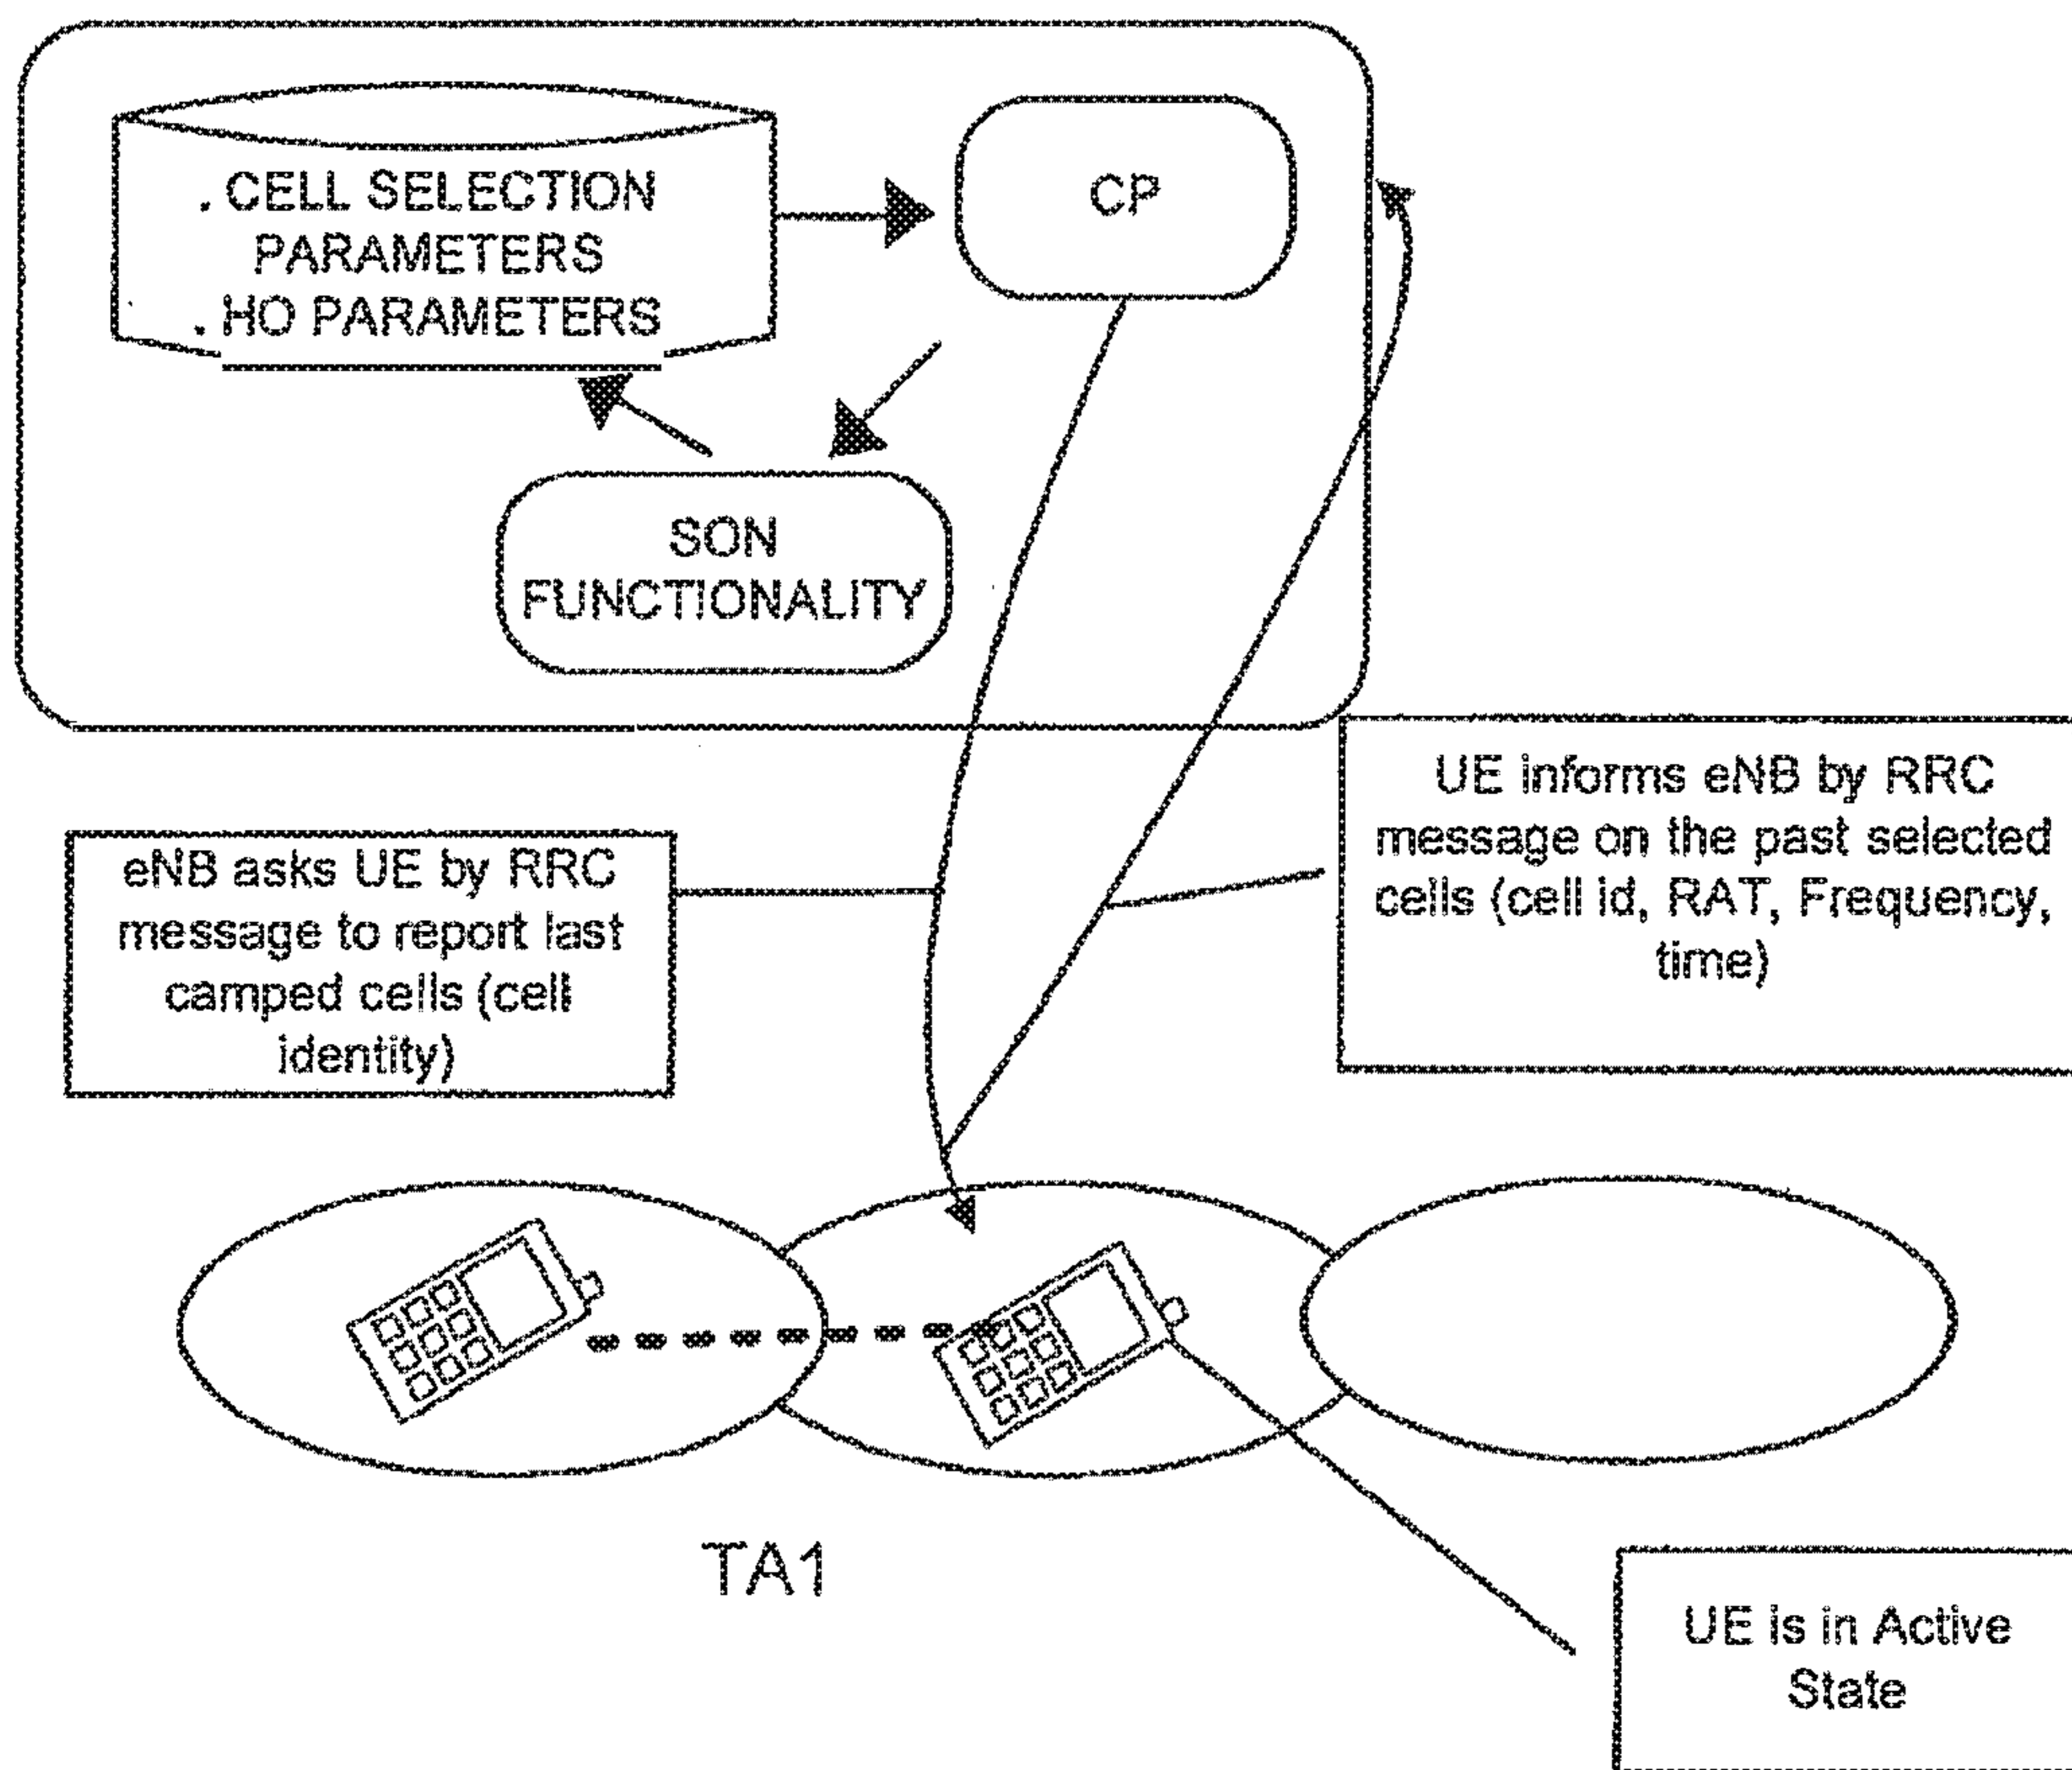 . CELL SELECTION
PARAMETERS
. HO PARAMETERS
CP
SON
FUNCTIONALITY
UE informs eNB by RRC
message on the past selected
cells (cell id, RAT, Frequency,
time)
eNB asks UE by RRC
message to report last
camped cells (cell
identity)
TA1
UE is in Active
State